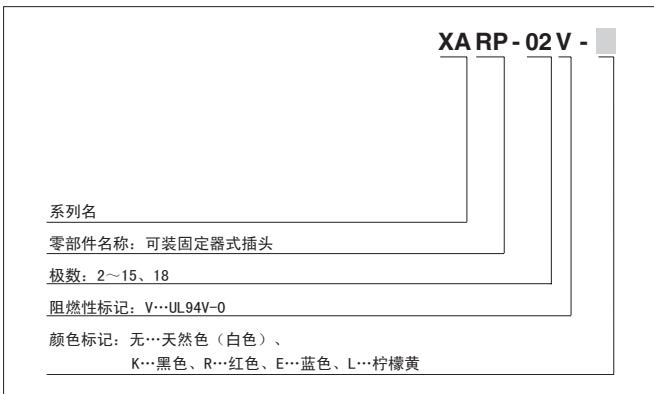 XA RP - 02 V -
系列名
零部件名称：可装固定器式插头
极数：2～15、18
阻燃性标记：V…UL94V-0
颜色标记：无…天然色（白色）、
K…黑色、R…红色、E…蓝色、L…柠檬黄